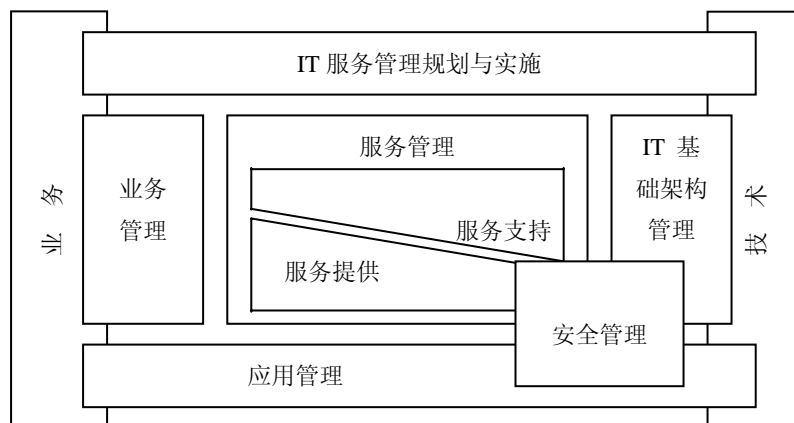 IT 服务管理规划与实施
业务
业务
管理
服务管理
服务支持
服务提供
IT 基
础架构
管理
技术
安全管理
应用管理